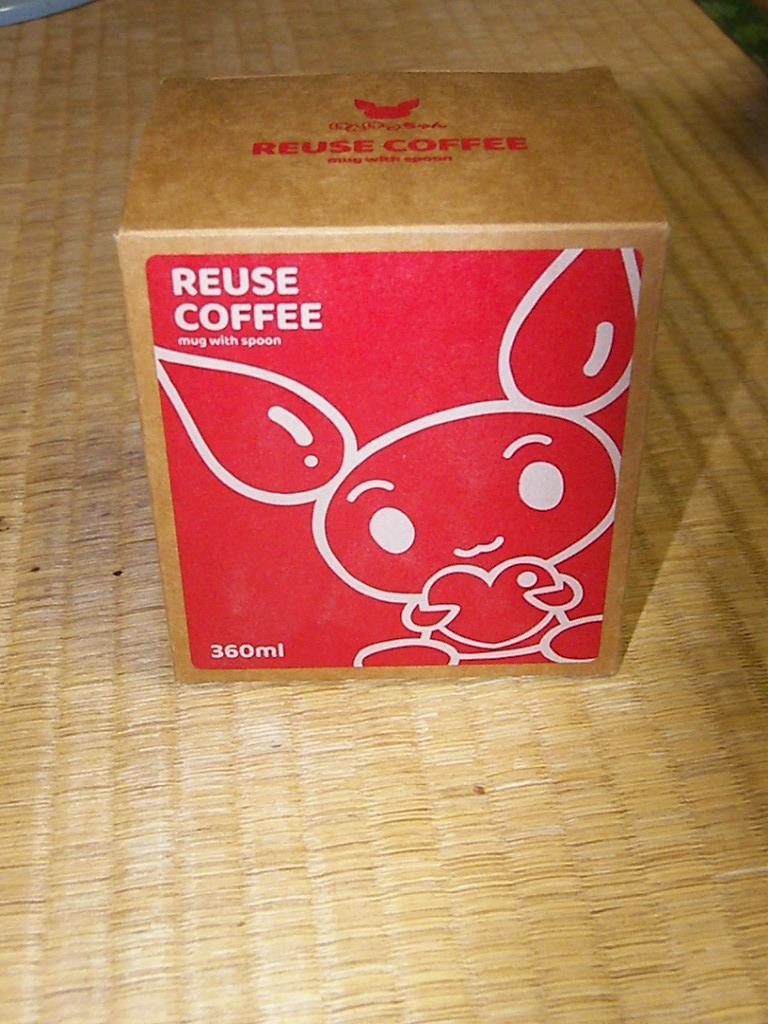 REUSE COFFEE
mug with spoon
REUSE
COFFEE
mug with spoon
360ml